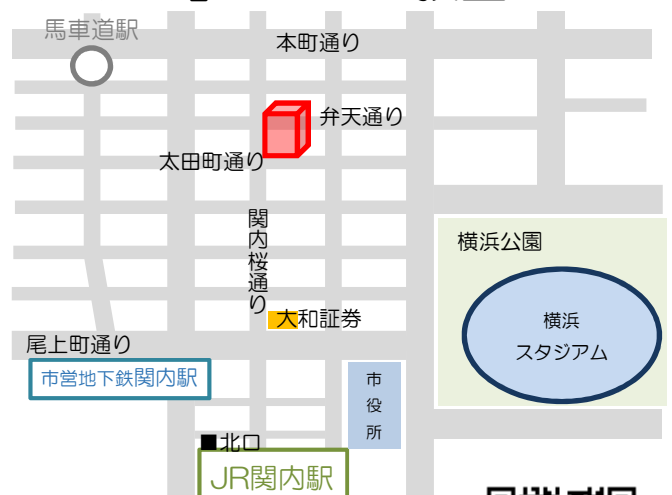 馬車道駅
本町通り
弁天通り
太田町通り
関内桜通り
横浜公園
大和証券
横浜
スタジアム
尾上町通り
市営地下鉄関内駅
市役所
■北口
JR関内駅